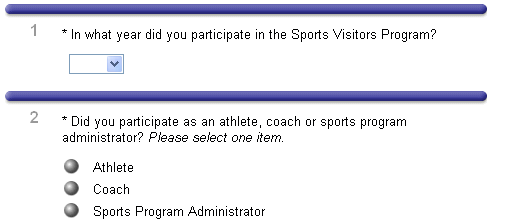 1 * In what year did you participate in the Sports Visitors Program?
2 * Did you participate as an athlete, coach or sports program
administrator? Please select one item.
Athlete
Coach
Sports Program Administrator